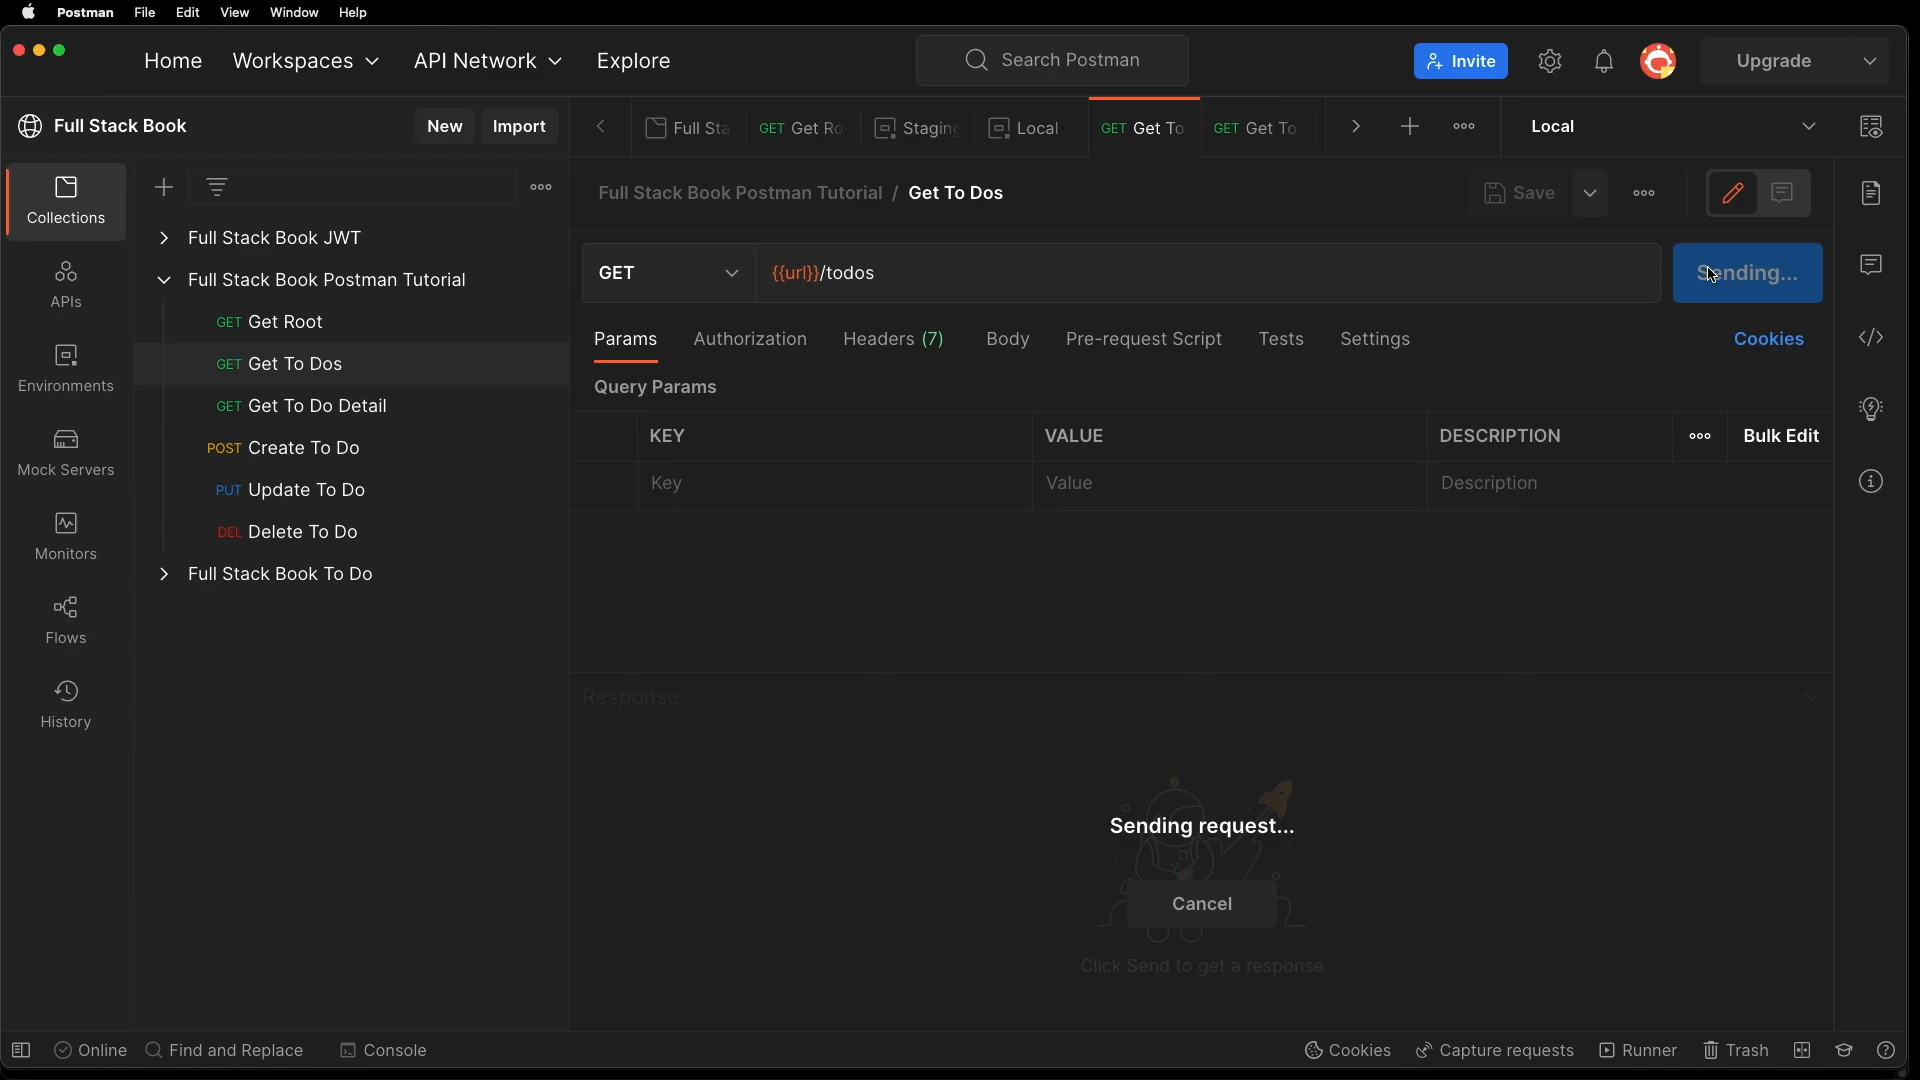 Postman File Edit View Window Help
Home Workspaces API Network Explore Search Postman Invite Upgrade
Full Stack Book New Import Full Sta GET Get Ro Staging Local GET Get To GET Get To Local
Collections
APIs
Environments
Mock Servers
Monitors
Flows
History
Full Stack Book JWT
Full Stack Book Postman Tutorial
GET Get Root
GET Get To Dos
GET Get To Do Detail
POST Create To Do
PUT Update To Do
DEL Delete To Do
Full Stack Book To Do
Full Stack Book Postman Tutorial / Get To Dos Save
GET {{url}}/todos Sending...
Params Authorization Headers (7) Body Pre-request Script Tests Settings Cookies
Query Params
KEY VALUE DESCRIPTION Bulk Edit
Key Value Description
Response
Sending request...
Cancel
Click Send to get a response
Online Find and Replace Console Cookies Capture requests Runner Trash